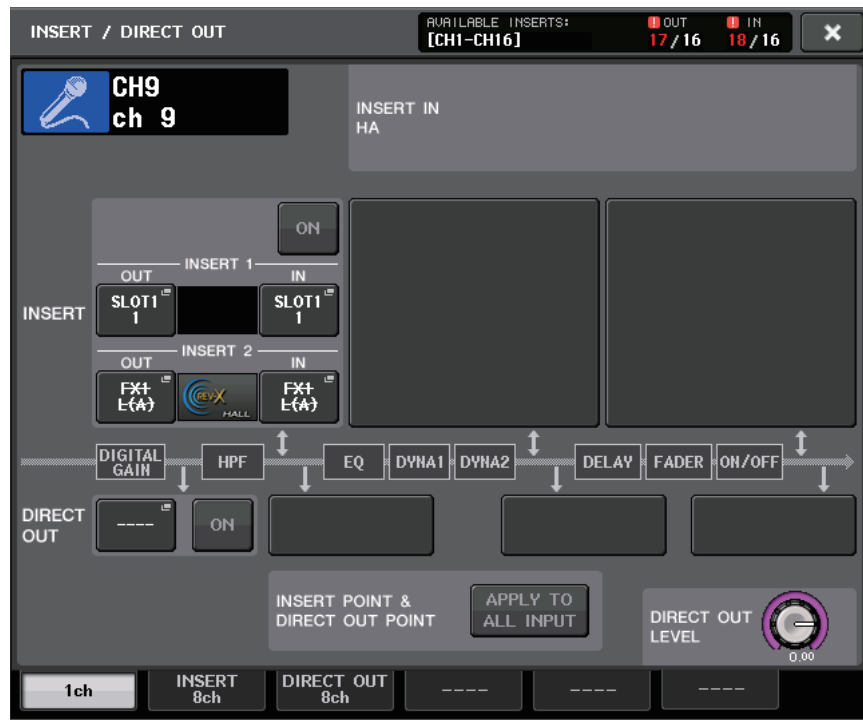 INSERT / DIRECT OUT
AVAILABLE INSERTS:
[CH1-CH16]
! OUT
17/16
! IN
18/16
×
CH9
ch 9
INSERT IN
HA
ON
INSERT 1
OUT
IN
INSERT
SLOT1
1
SLOT1
1
INSERT 2
OUT
IN
FX1
L(A)
REV-X
HALL
FX1
L(A)
DIGITAL
GAIN
HPF
EQ
DYNA1
DYNA2
DELAY
FADER
ON/OFF
DIRECT
OUT
----
ON
INSERT POINT &
DIRECT OUT POINT
APPLY TO
ALL INPUT
DIRECT OUT
LEVEL
0.00
1ch
INSERT
8ch
DIRECT OUT
8ch
----
----
----